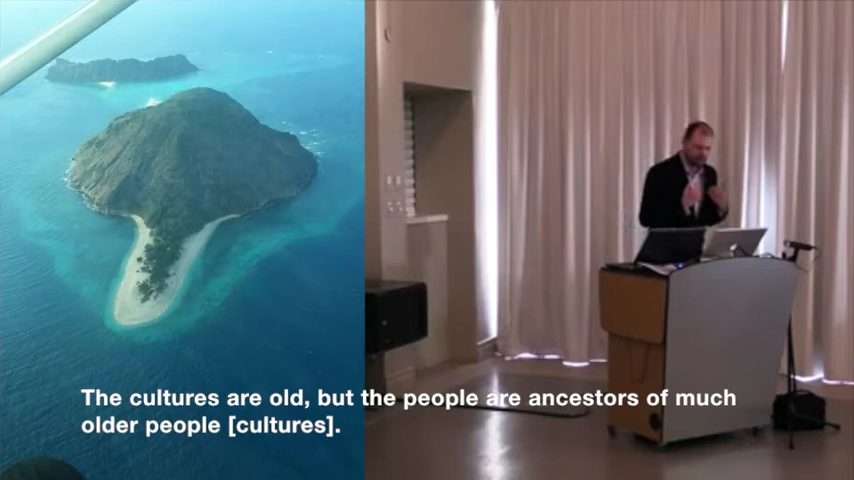 The cultures are old, but the people are ancestors of much
older people [cultures].